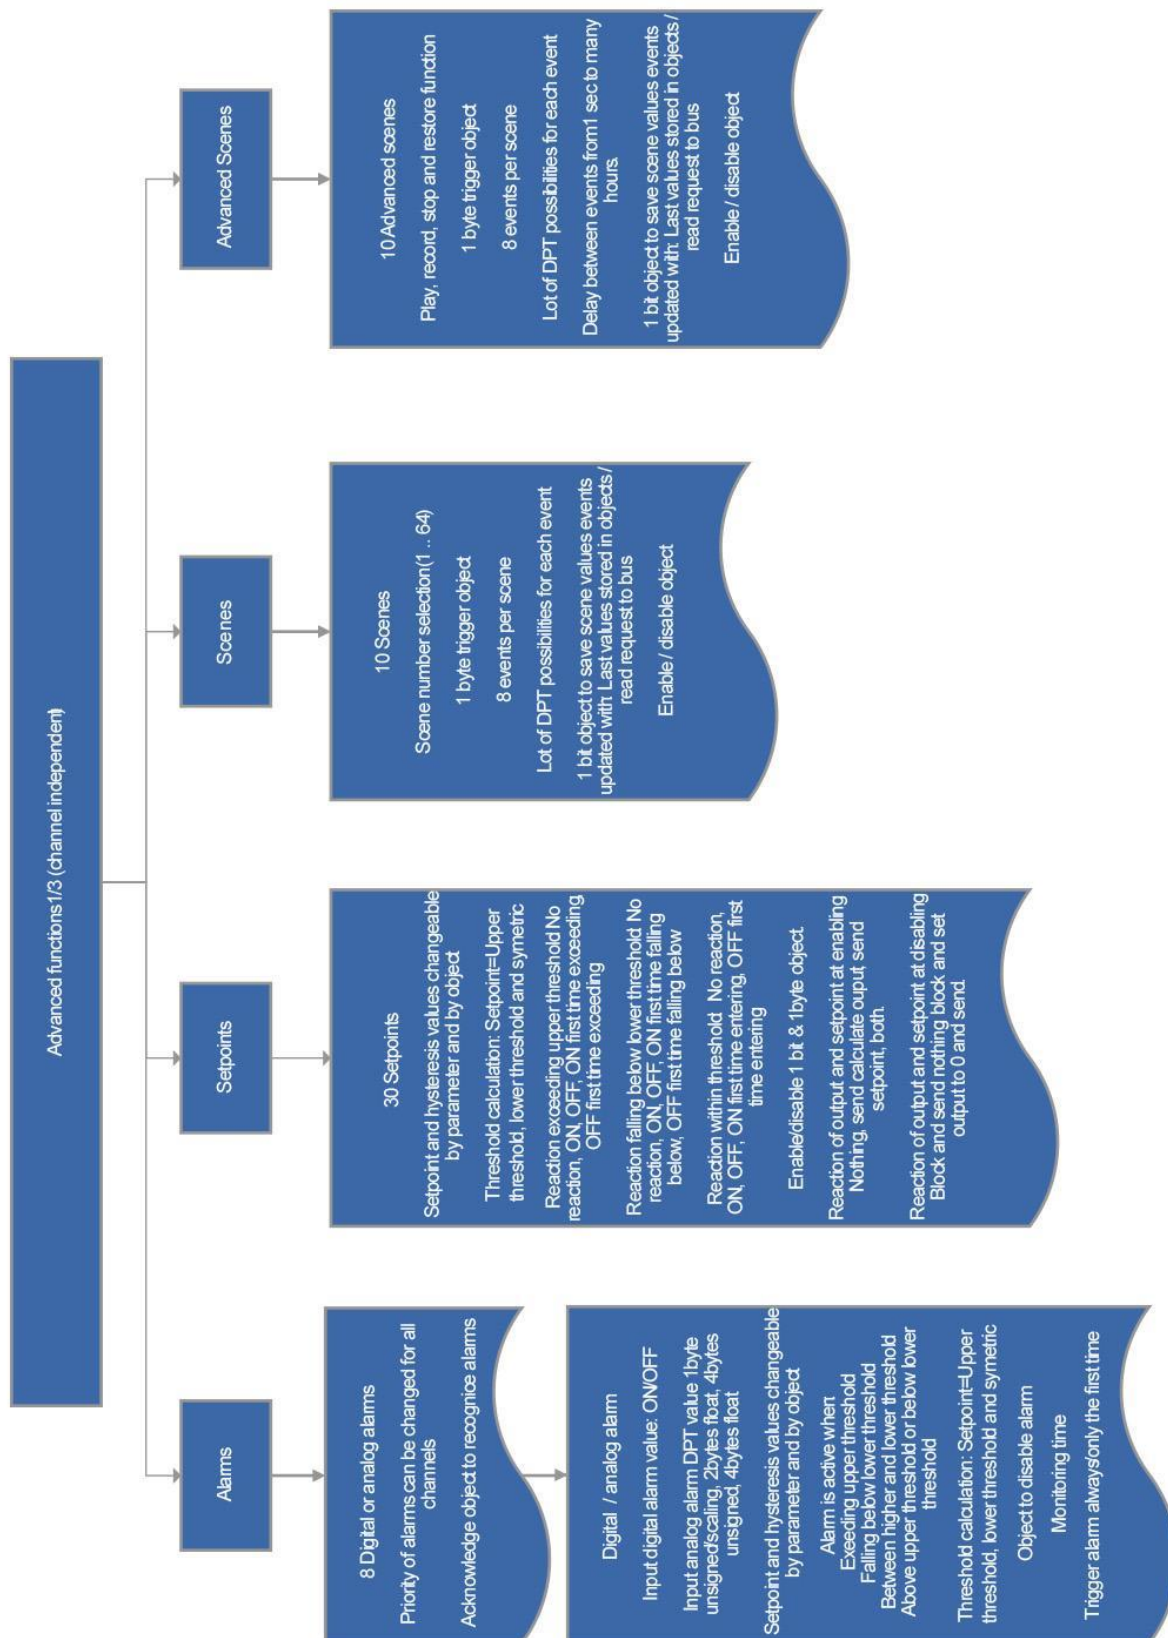 Advanced functions 1/3 (channel independent)
Alarms
8 Digital or analog alarms
Priority of alarms can be changed for all
channels
Acknowledge object to recognice alarms
Digital / analog alarm
Input digital alarm value: ON/OFF
Input analog alarm DPT value 1byte
unsigned/scaling, 2bytes float, 4bytes
unsigned, 4bytes float
Setpoint and hysteresis values changeable
by parameter and by object
Alarm is active when
Exeeding upper threshold
Falling below lower threshold
Between higher and lower threshold
Above upper threshold or below lower
threshold
Threshold calculation: Setpoint=Upper
threshold, lower threshold and symetric
Object to disable alarm
Monitoring time
Trigger alarm always/only the first time
Setpoints
30 Setpoints
Setpoint and hysteresis values changeable
by parameter and by object
Threshold calculation: Setpoint=Upper
threshold, lower threshold and symetric
Reaction exceeding upper threshold No
reaction, ON, OFF, ON first time exceeding,
OFF first time exceeding
Reaction falling below lower threshold: No
reaction, ON, OFF, ON first time falling
below, OFF first time falling below
Reaction within threshold: No reaction,
ON, OFF, ON first time entering, OFF first
time entering
Enable/disable 1 bit & 1byte object.
Reaction of output and setpoint at enabling
Nothing, send calculate ouput, send
setpoint, both.
Reaction of output and setpoint at disabling
Block and send nothing block and set
output to 0 and send.
Scenes
10 Scenes
Scene number selection (1 .. 64)
1 byte trigger object
8 events per scene
Lot of DPT possibilities for each event
1 bit object to save scene values events
updated with: Last values stored in objects /
read request to bus
Enable / disable object
Advanced Scenes
10 Advanced scenes
Play, record, stop and restore function
1 byte trigger object
8 events per scene
Lot of DPT possibilities for each event
Delay between events from 1 sec to many
hours.
1 bit object to save scene values events
updated with: Last values stored in objects /
read request to bus
Enable / disable object